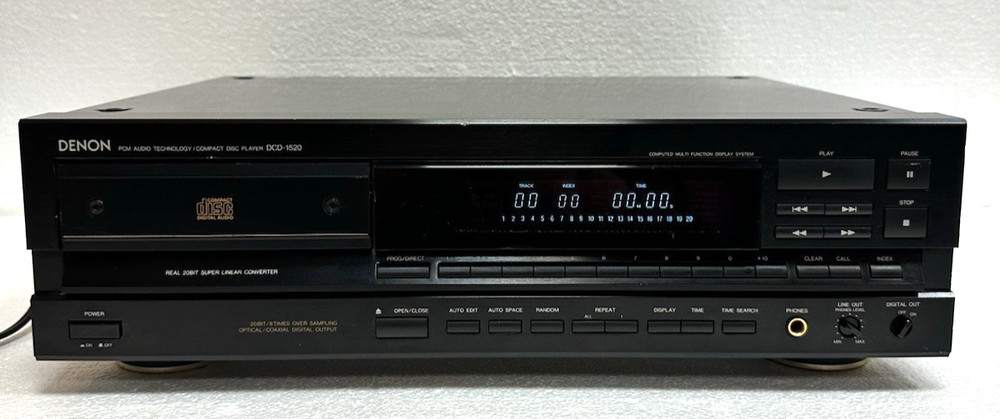 DENON PCM AUDIO TECHNOLOGY / COMPACT DISC PLAYER DCD-1520
COMPUTED MULTI FUNCTION DISPLAY SYSTEM
PLAY
PAUSE
STOP
COMPACT
disc
DIGITAL AUDIO
TRACK INDEX TIME
00 00 00.00.
1 2 3 4 5 6 7 8 9 10 11 12 13 14 15 16 17 18 19 20
REAL 20BIT SUPER LINEAR CONVERTER
PROG/DIRECT
6 7 8 9 0 +10
CLEAR CALL INDEX
POWER
ON OFF
20BIT/8TIMES OVER SAMPLING
OPTICAL/COAXIAL DIGITAL OUTPUT
OPEN/CLOSE
AUTO EDIT AUTO SPACE RANDOM REPEAT
ALL 1
DISPLAY TIME TIME SEARCH
PHONES
LINE OUT
PHONES LEVEL
MIN MAX
DIGITAL OUT
OFF ON